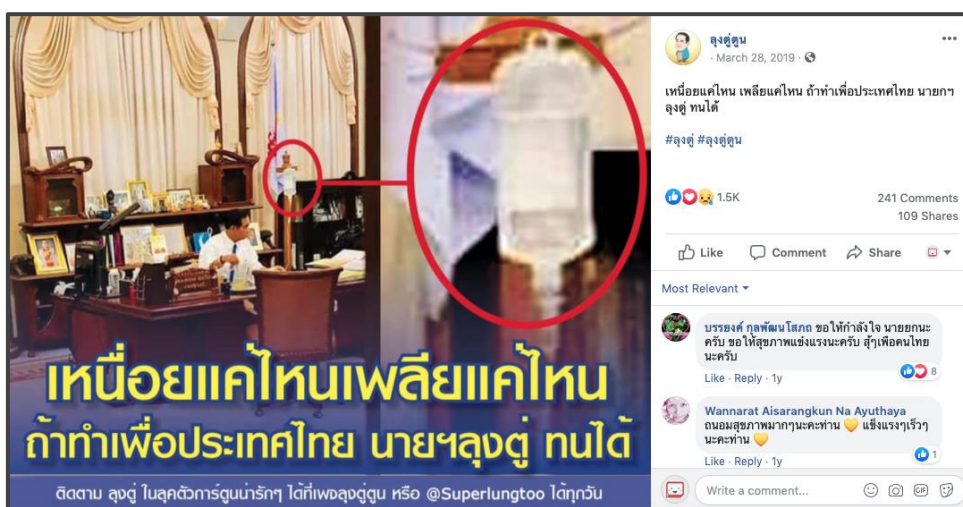 เหนื่อยแค่ไหนเพลียแค่ไหน
ถ้าทำเพื่อประเทศไทย นายฯลุงตู่ ทนได้
ติดตาม ลุงตู่ ในลุคตัวการ์ตูนน่ารักๆ ได้ที่เพจลุงตู่ตูน หรือ @Superlungtoo ได้ทุกวัน
ลุงตู่ตูน
· March 28, 2019 ·
เหนื่อยแค่ไหน เพลียแค่ไหน ถ้าทำเพื่อประเทศไทย นายกฯ
ลุงตู่ ทนได้
#ลุงตู่ #ลุงตู่ตูน
1.5K
241 Comments
109 Shares
Like Comment Share
Most Relevant
บรรยงค์ กุลพัฒนโสภถ ขอให้กำลังใจ นายยกนะ
ครับ ขอให้สุขภาพแข่งแรงนะครับ สุ้ๆเพือคนไทย
นะครับ
Like · Reply · 1y
8
Wannarat Aisarangkun Na Ayuthaya
ถนอมสุขภาพมากๆนะคะท่าน 💛 แข็งแรงๆเร็วๆ
นะคะท่าน 💛
Like · Reply · 1y
1
Write a comment...
GIF